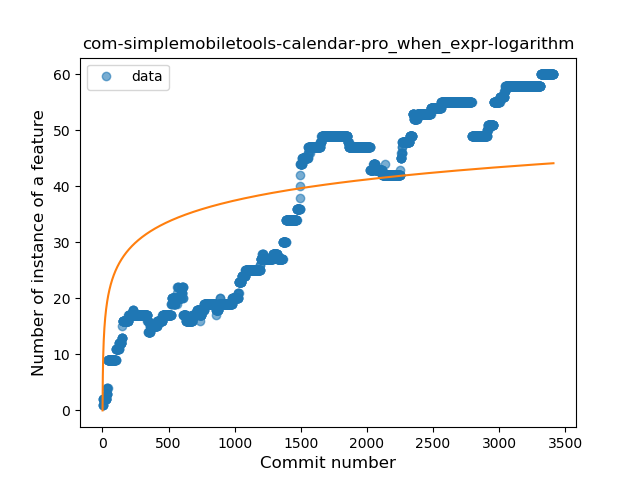 com-simplemobiletools-calendar-pro_when_expr-logarithm
data
Number of instance of a feature
60
50
40
30
20
10
0
0 500 1000 1500 2000 2500 3000 3500
Commit number